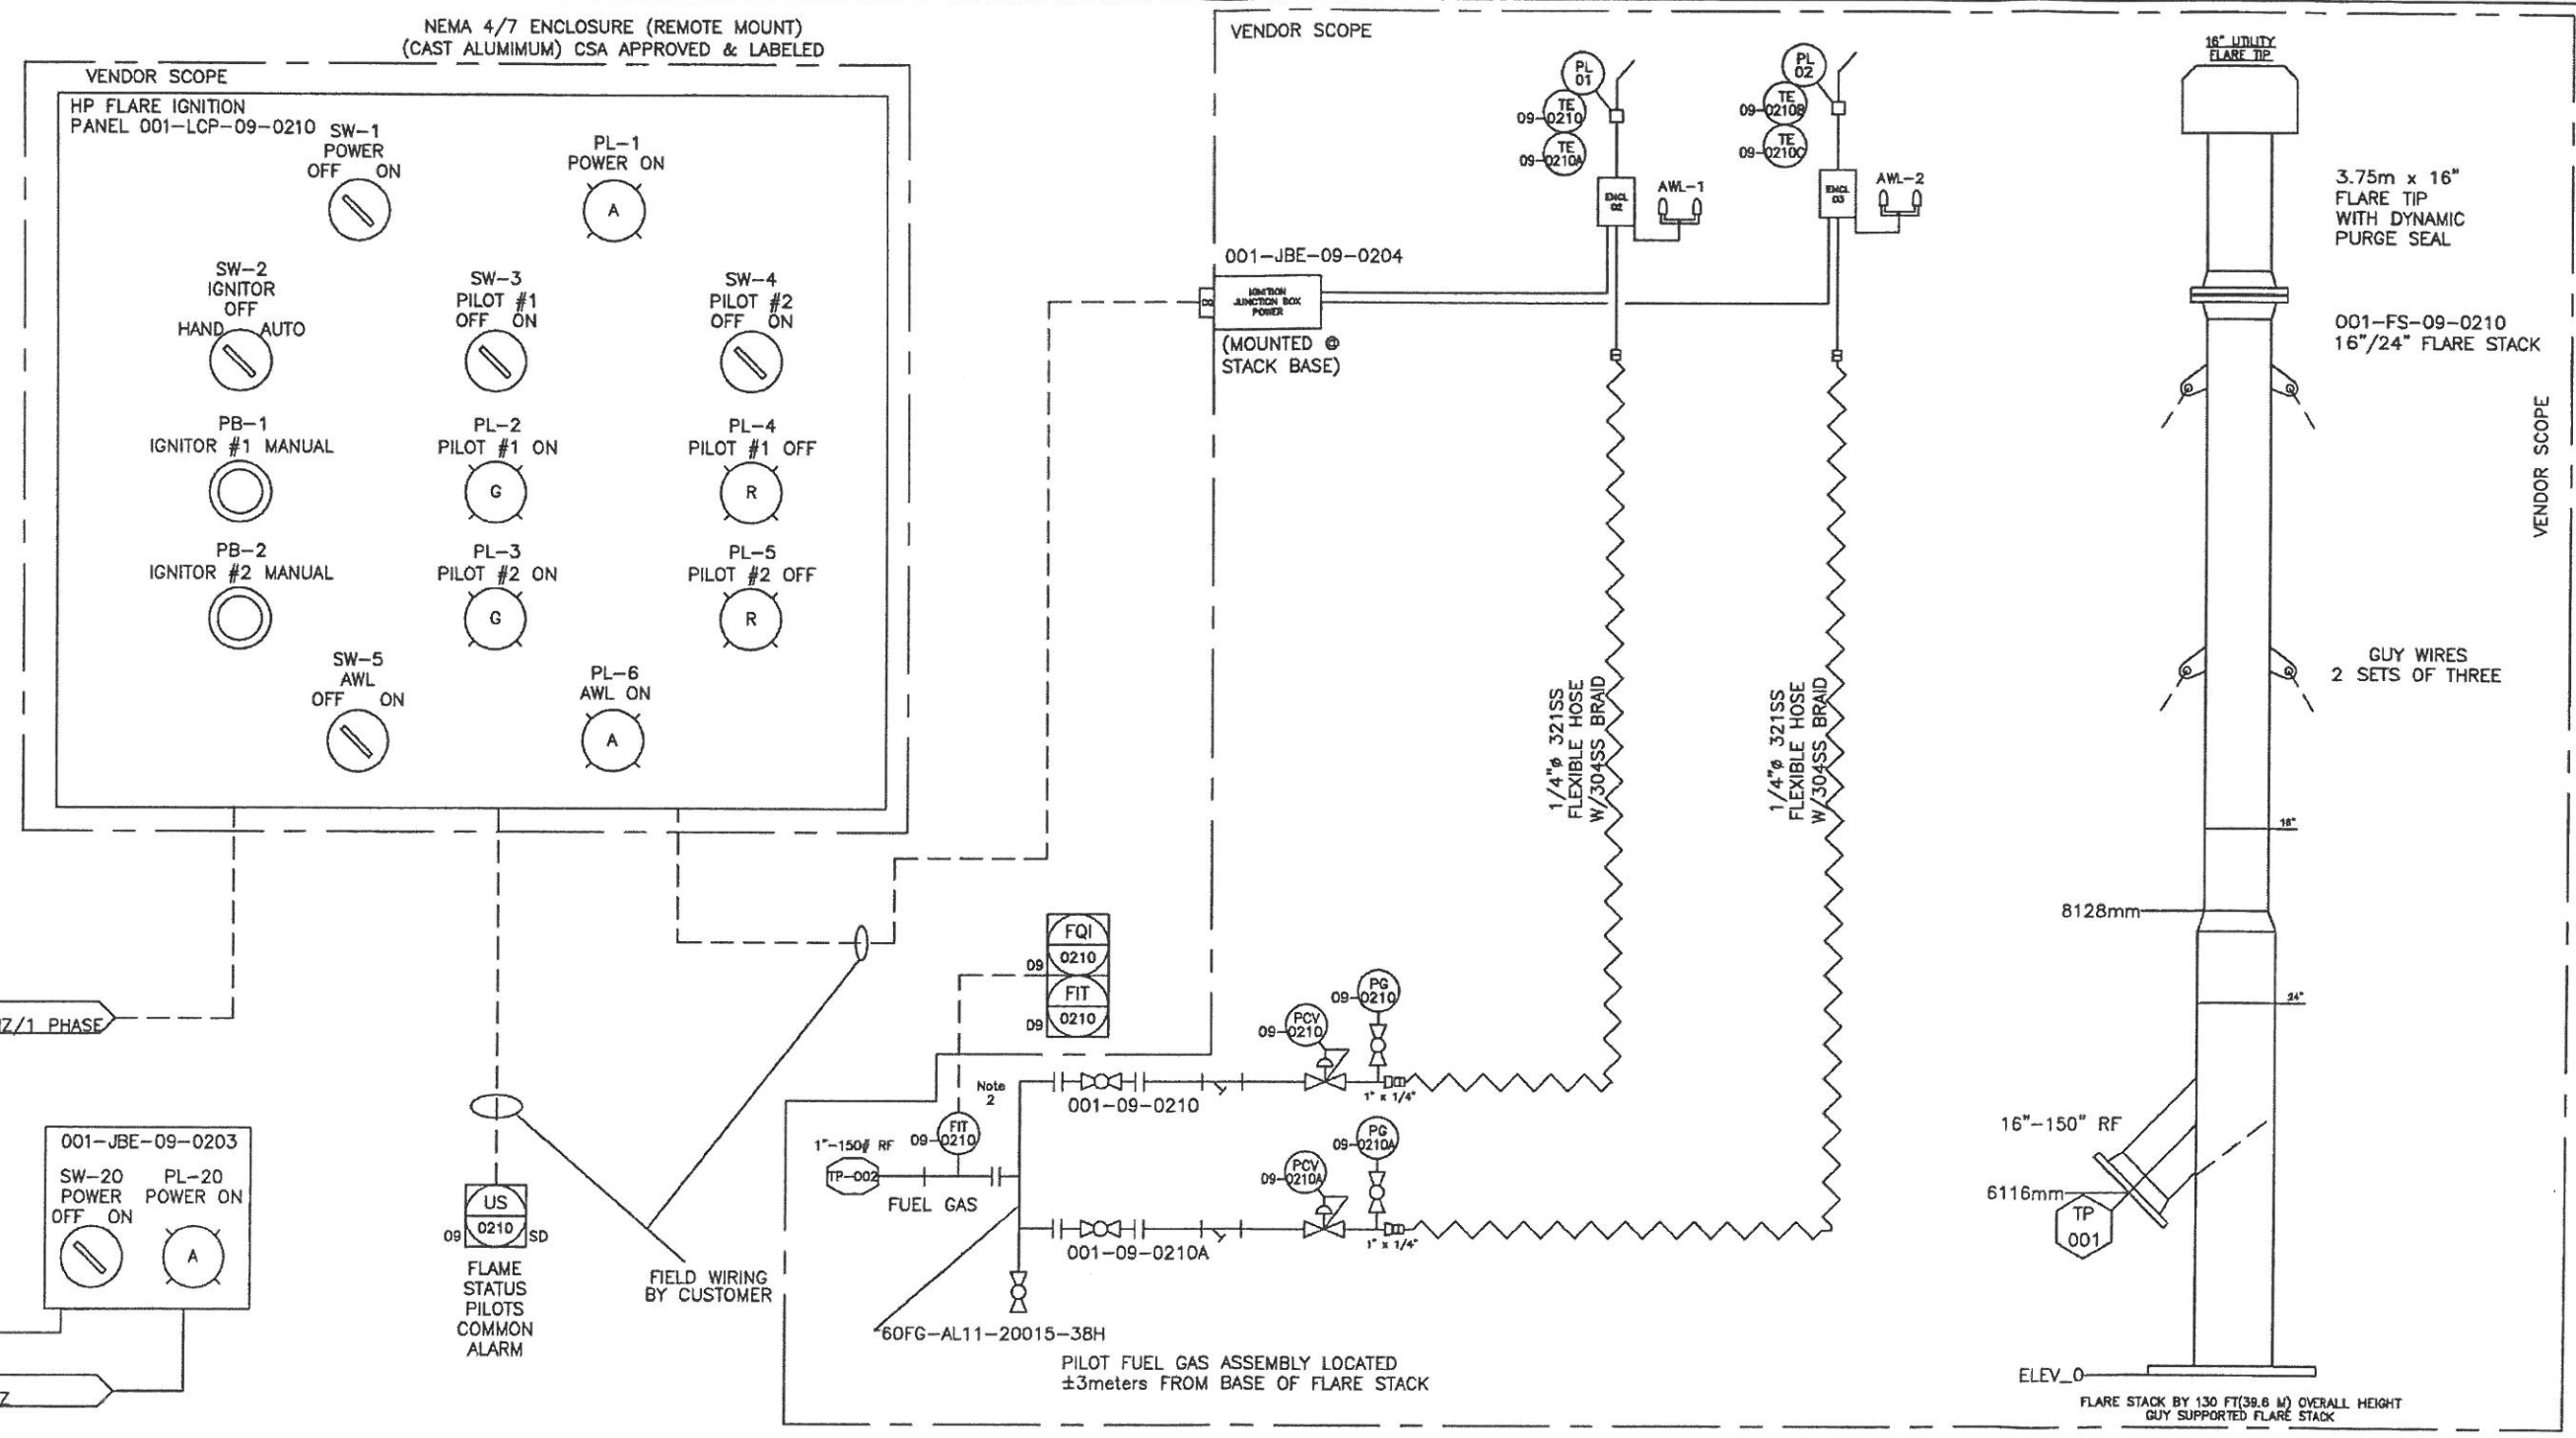 NEMA 4/7 ENCLOSURE (REMOTE MOUNT)
(CAST ALUMIMUM) CSA APPROVED & LABELED
VENDOR SCOPE
HP FLARE IGNITION
PANEL 001-LCP-09-0210
SW-1
POWER
OFF ON
PL-1
POWER ON
A
SW-2
IGNITOR
OFF
HAND AUTO
SW-3
PILOT #1
OFF ON
SW-4
PILOT #2
OFF ON
PB-1
IGNITOR #1 MANUAL
PL-2
PILOT #1 ON
G
PL-4
PILOT #1 OFF
R
PB-2
IGNITOR #2 MANUAL
PL-3
PILOT #2 ON
G
PL-5
PILOT #2 OFF
R
SW-5
AWL
OFF ON
PL-6
AWL ON
A
Z/1 PHASE
001-JBE-09-0203
SW-20
POWER
OFF ON
PL-20
POWER ON
A
Z
US
0210
09
SD
FLAME
STATUS
PILOTS
COMMON
ALARM
FIELD WIRING
BY CUSTOMER
VENDOR SCOPE
PL
01
TE
09-0210
TE
09-0210A
ENCL
02
AWL-1
PL
02
TE
09-0210B
TE
09-0210C
ENCL
03
AWL-2
001-JBE-09-0204
IGNITION
JUNCTION BOX
POWER
(MOUNTED @
STACK BASE)
1/4"ø 321SS
FLEXIBLE HOSE
W/304SS BRAID
1/4"ø 321SS
FLEXIBLE HOSE
W/304SS BRAID
FQI
0210
09
FIT
0210
09
Note
2
FIT
09-0210
1"-150# RF
TP-002
FUEL GAS
PCV
09-0210
PG
09-0210
001-09-0210
1" x 1/4"
PCV
09-0210A
PG
09-0210A
001-09-0210A
1" x 1/4"
60FG-AL11-20015-38H
PILOT FUEL GAS ASSEMBLY LOCATED
±3meters FROM BASE OF FLARE STACK
16" UTILITY
FLARE TIP
3.75m x 16"
FLARE TIP
WITH DYNAMIC
PURGE SEAL
001-FS-09-0210
16"/24" FLARE STACK
VENDOR SCOPE
GUY WIRES
2 SETS OF THREE
8128mm
24"
16"-150" RF
6116mm
TP
001
ELEV_0
FLARE STACK BY 130 FT(39.6 M) OVERALL HEIGHT
GUY SUPPORTED FLARE STACK